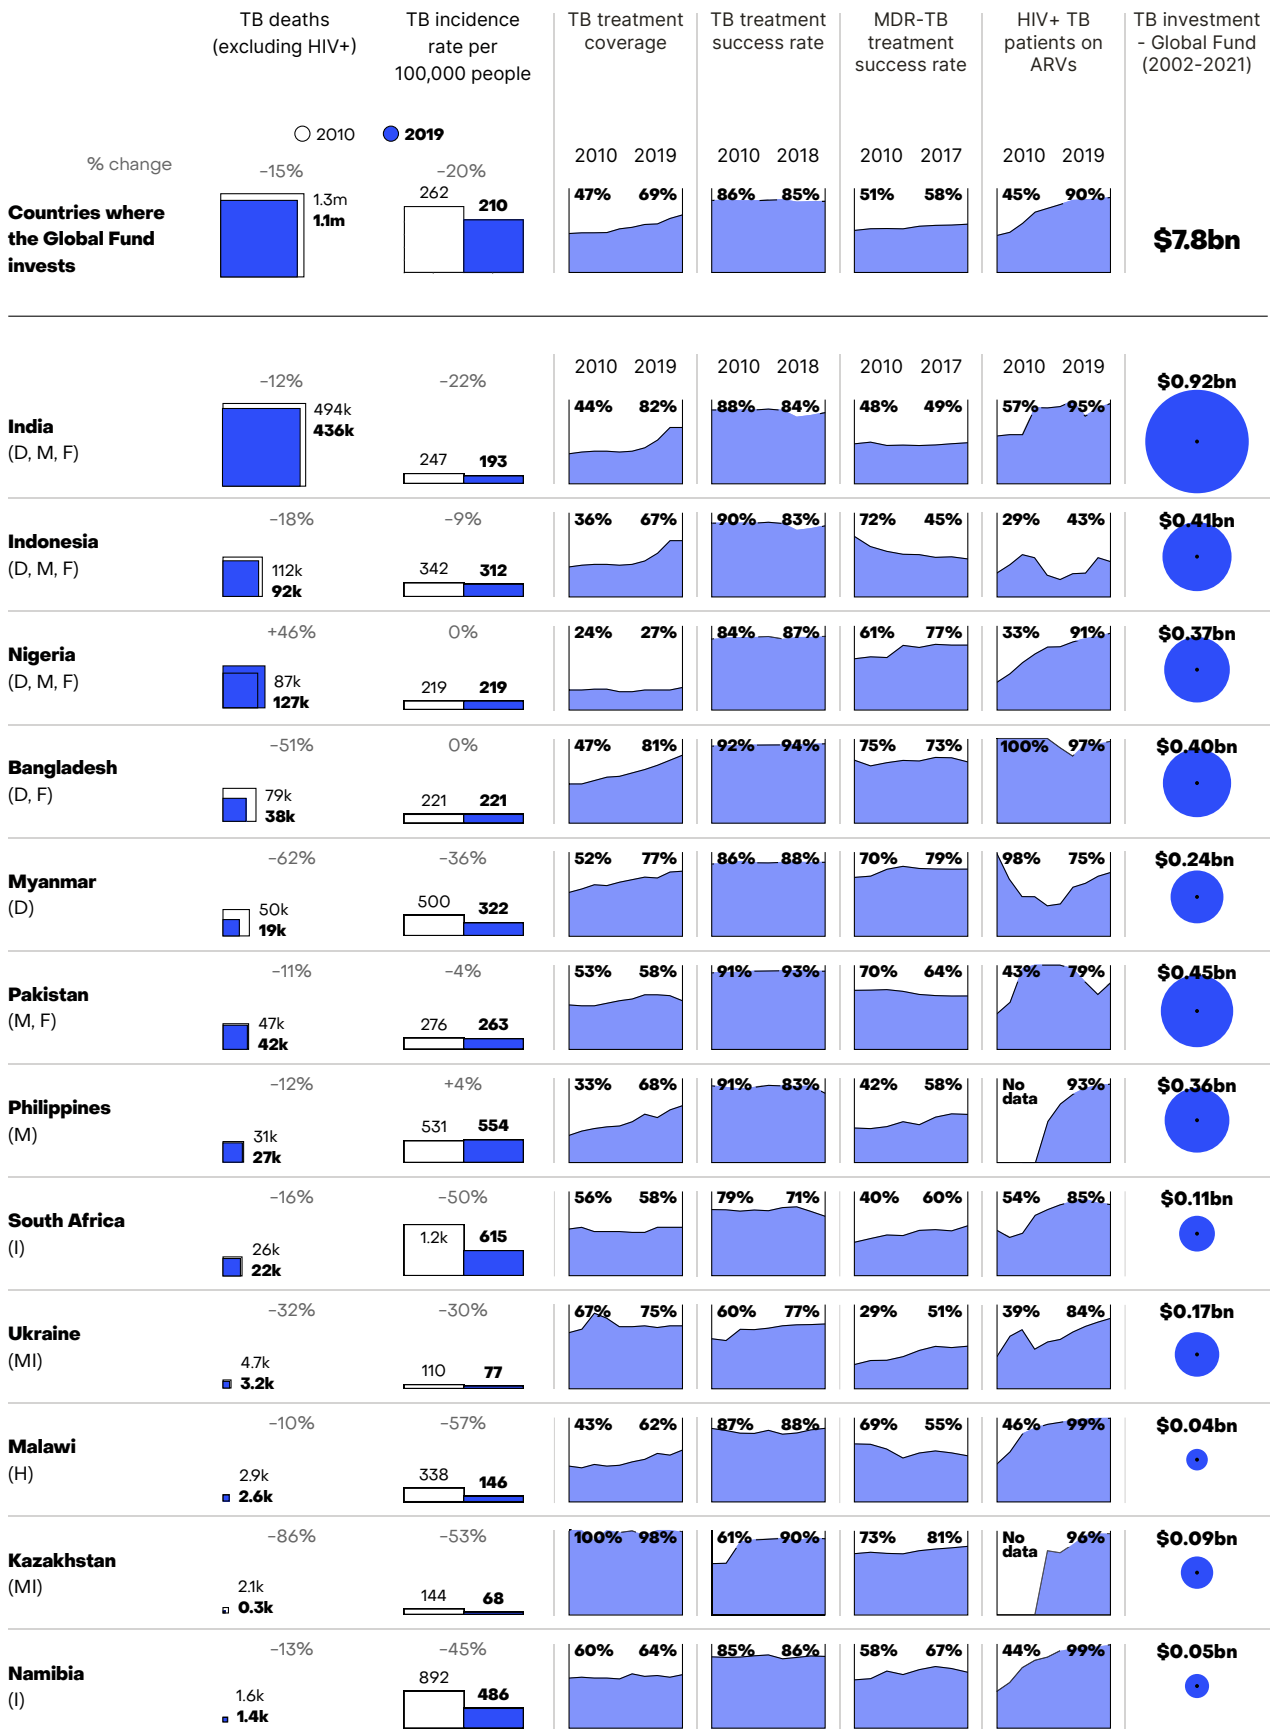 TB deaths
(excluding HIV+)
TB incidence
rate per
100,000 people
TB treatment
coverage
TB treatment
success rate
MDR-TB
treatment
success rate
HIV+ TB
patients on
ARVs
TB investment
- Global Fund
(2002-2021)
2010 2019
% change
-15% -20%
2010 2019 2010 2018 2010 2017 2010 2019
Countries where
the Global Fund
invests
1.3m
1.1m
262 210
47% 69% 86% 85% 51% 58% 45% 90%
$7.8bn
2010 2019 2010 2018 2010 2017 2010 2019
India
(D, M, F)
-12%
494k
436k
-22%
247 193
44% 82% 88% 84% 48% 49% 57% 95%
$0.92bn
Indonesia
(D, M, F)
-18%
112k
92k
-9%
342 312
36% 67% 90% 83% 72% 45% 29% 43%
$0.41bn
Nigeria
(D, M, F)
+46%
87k
127k
0%
219 219
24% 27% 84% 87% 61% 77% 33% 91%
$0.37bn
Bangladesh
(D, F)
-51%
79k
38k
0%
221 221
47% 81% 92% 94% 75% 73% 100% 97%
$0.40bn
Myanmar
(D)
-62%
50k
19k
-36%
500 322
52% 77% 86% 88% 70% 79% 98% 75%
$0.24bn
Pakistan
(M, F)
-11%
47k
42k
-4%
276 263
53% 58% 91% 93% 70% 64% 43% 79%
$0.45bn
Philippines
(M)
-12%
31k
27k
+4%
531 554
33% 68% 91% 83% 42% 58% No data 93%
$0.36bn
South Africa
(I)
-16%
26k
22k
-50%
1.2k 615
56% 58% 79% 71% 40% 60% 54% 85%
$0.11bn
Ukraine
(MI)
-32%
4.7k
3.2k
-30%
110 77
67% 75% 60% 77% 29% 51% 39% 84%
$0.17bn
Malawi
(H)
-10%
2.9k
2.6k
-57%
338 146
43% 62% 87% 88% 69% 55% 46% 99%
$0.04bn
Kazakhstan
(MI)
-86%
2.1k
0.3k
-53%
144 68
100% 98% 61% 90% 73% 81% No data 96%
$0.09bn
Namibia
(I)
-13%
1.6k
1.4k
-45%
892 486
60% 64% 85% 86% 58% 67% 44% 99%
$0.05bn